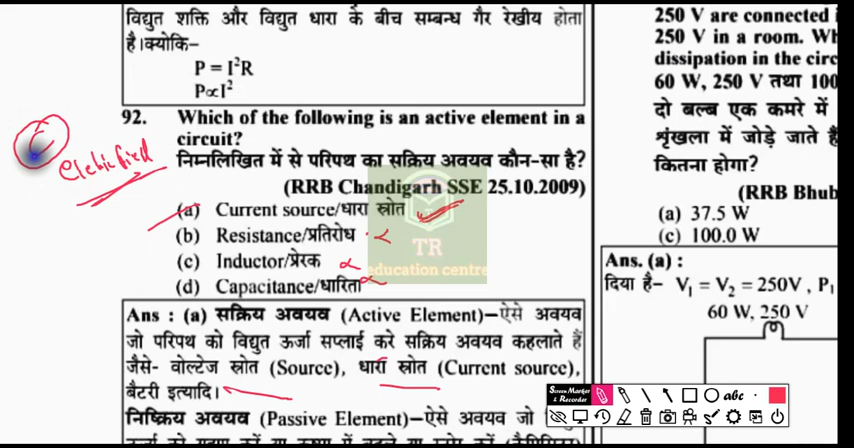 विद्युत शक्ति और विद्युत धारा के बीच सम्बन्ध गैर रेखीय होता
है।क्योकि–
P = I²R
P∝I²
92. Which of the following is an active element in a
circuit?
निम्नलिखित में से परिपथ का सक्रिय अवयव कौन-सा है?
(RRB Chandigarh SSE 25.10.2009)
(a) Current source/धारा स्रोत
(b) Resistance/प्रतिरोध
(c) Inductor/प्रेरक
(d) Capacitance/धारिता
TR
education centre
Ans : (a) सक्रिय अवयव (Active Element)–ऐसे अवयव
जो परिपथ को विद्युत ऊर्जा सप्लाई करे सक्रिय अवयव कहलाते हैं
जैसे- वोल्टेज स्रोत (Source), धारा स्रोत (Current source),
बैटरी इत्यादि।
निष्क्रिय अवयव (Passive Element)–ऐसे अवयव जो
250 V are connected
250 V in a room.
dissipation in the circ
60 W, 250 V तथा 100
दो बल्ब एक कमरे में
शृंखला में जोड़े जाते
कितना होगा?
(RRB Bhub
(a) 37.5 W
(c) 100.0 W
Ans. (a) :
दिया है– V₁ = V₂ = 250V , P₁
60 W, 250 V
Screen Marker
& Recorder
abc